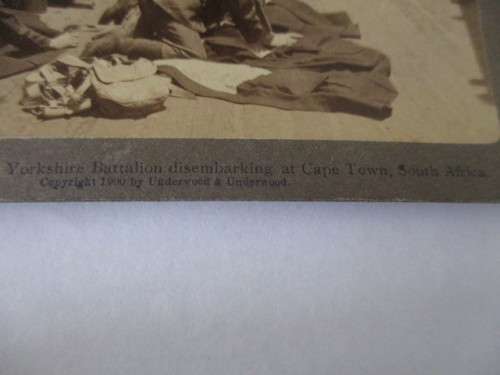 Yorkshire Battalion disembarking at Cape Town, South Africa.
Copyright 1900 by Underwood & Underwood.